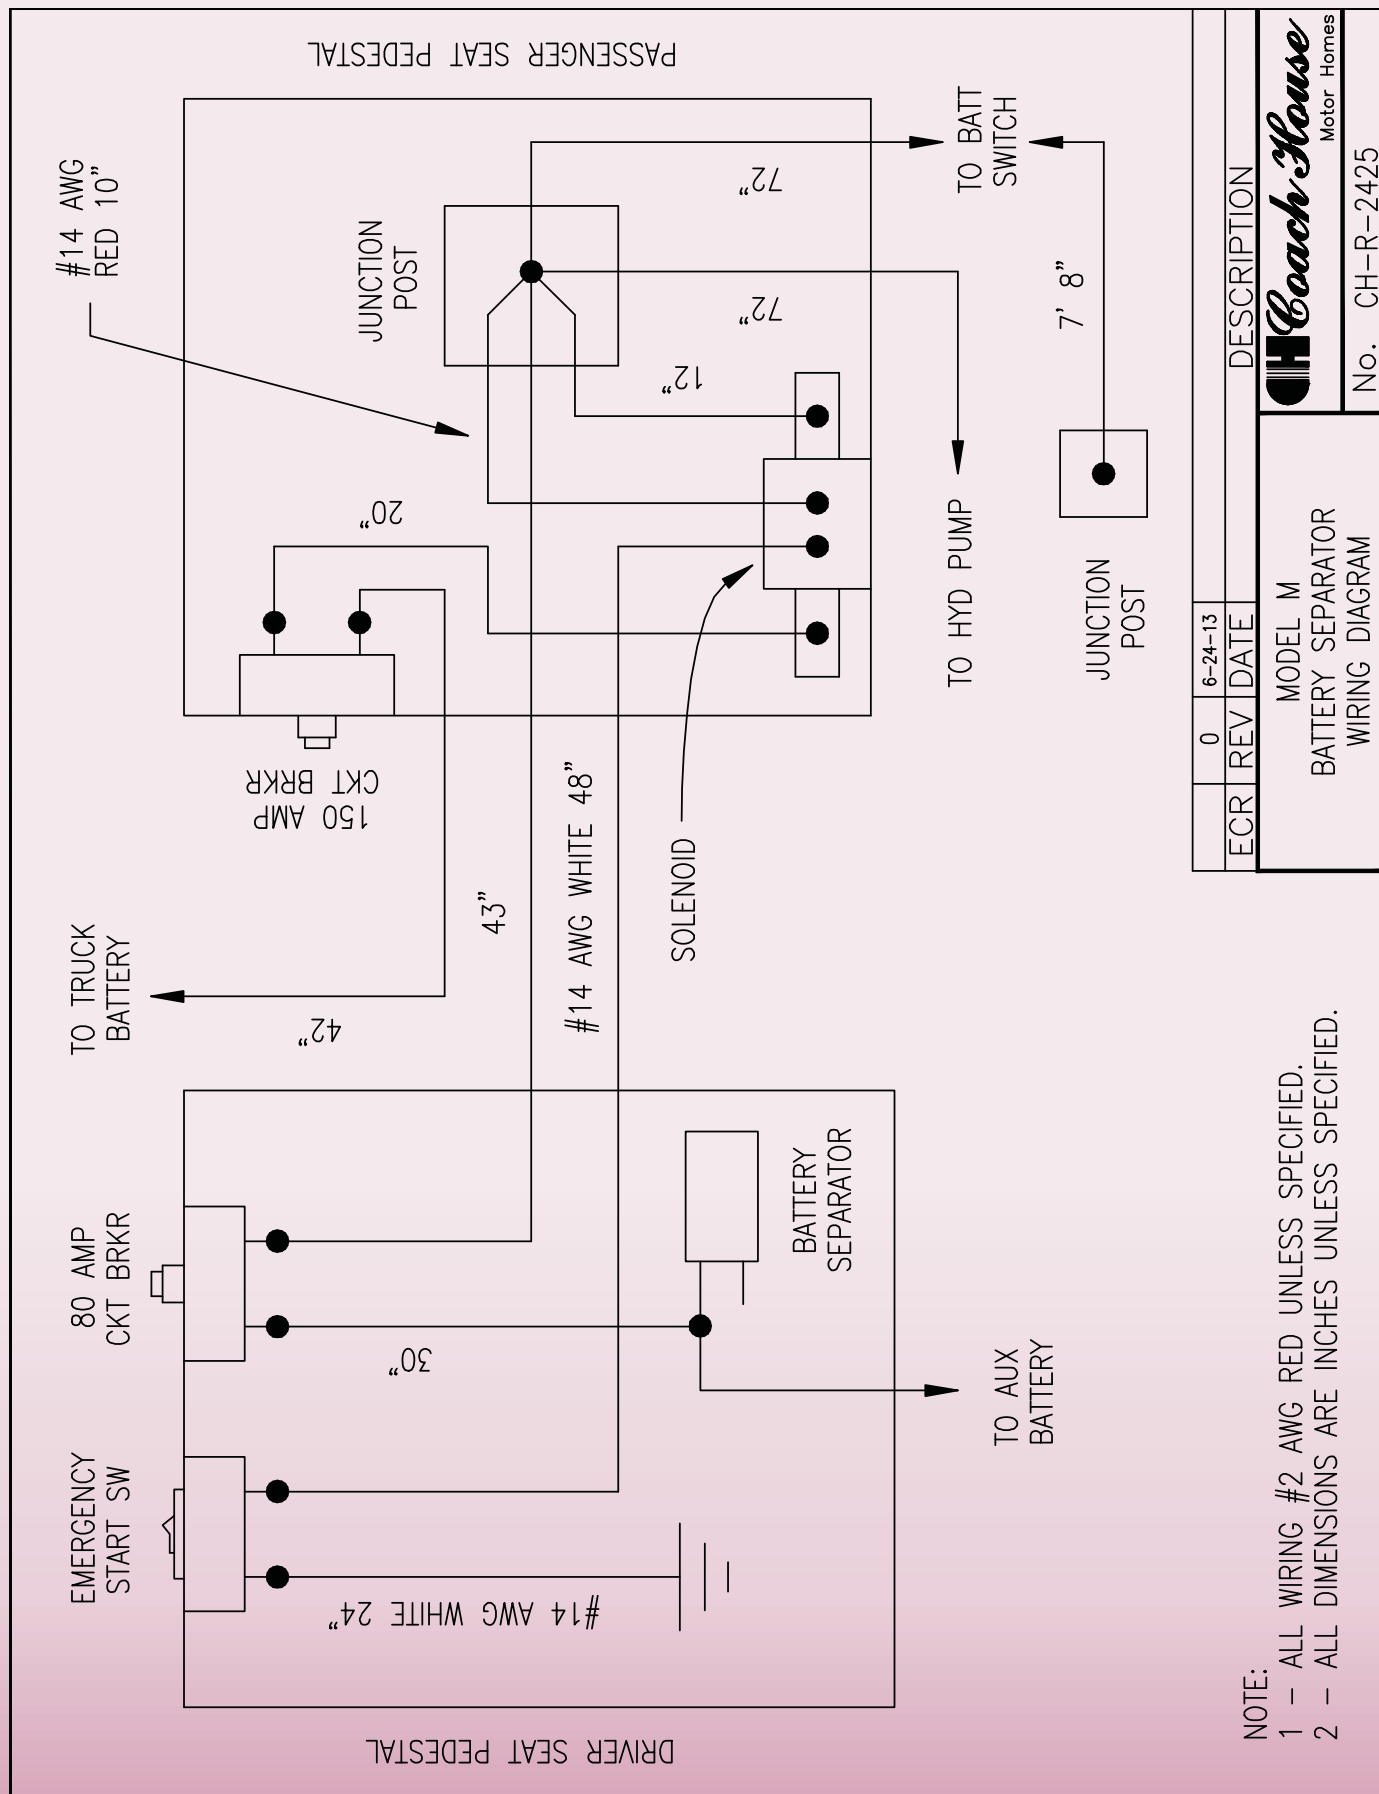 DRIVER SEAT PEDESTAL
EMERGENCY
START SW
80 AMP
CKT BRKR
TO TRUCK
BATTERY
150 AMP
CKT BRKR
#14 AWG
RED 10”
PASSENGER SEAT PEDESTAL
#14 AWG WHITE 24”
30”
42”
43”
#14 AWG WHITE 48”
20”
JUNCTION
POST
12”
72”
72”
BATTERY
SEPARATOR
SOLENOID
TO AUX
BATTERY
TO HYD PUMP
TO BATT
SWITCH
JUNCTION
POST
7’ 8”
NOTE:
1 – ALL WIRING #2 AWG RED UNLESS SPECIFIED.
2 – ALL DIMENSIONS ARE INCHES UNLESS SPECIFIED.
0 6-24-13
ECR REV DATE DESCRIPTION
MODEL M
BATTERY SEPARATOR
WIRING DIAGRAM
CH Coach House
Motor Homes
No. CH-R-2425